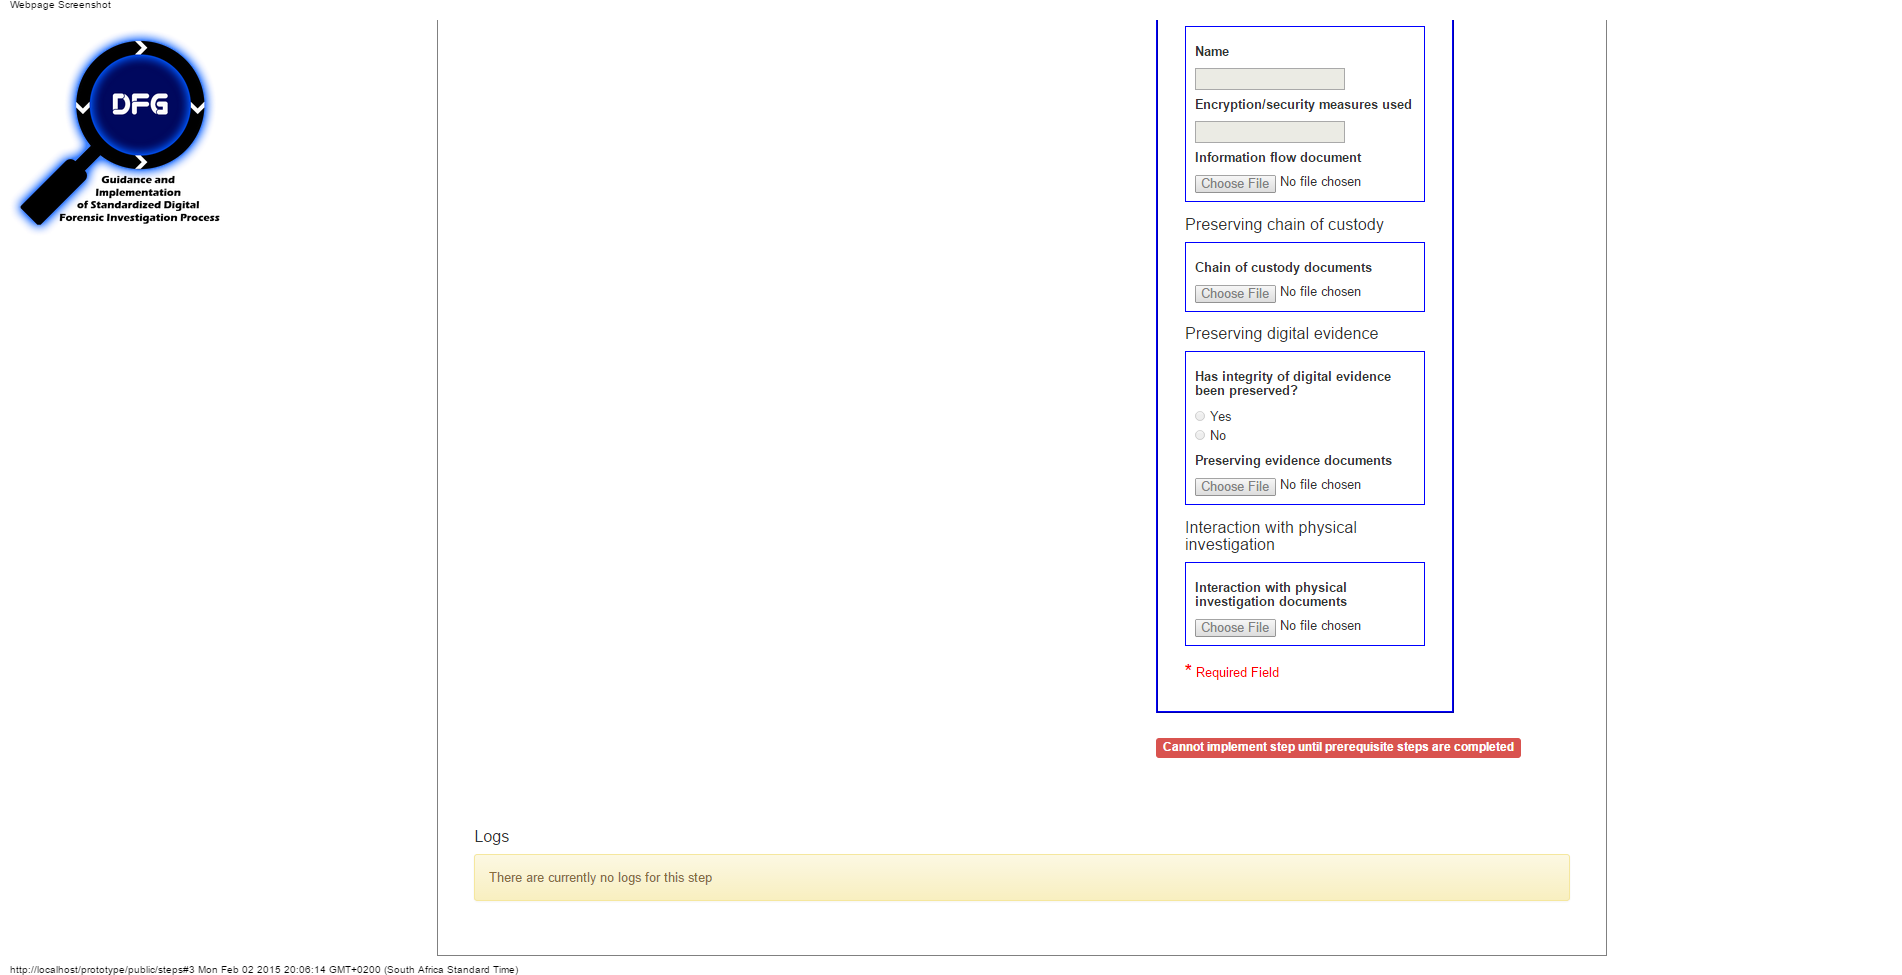 Webpage Screenshot
DFG
Guidance and
Implementation
of Standardized Digital
Forensic Investigation Process
Name
Encryption/security measures used
Information flow document
Choose File No file chosen
Preserving chain of custody
Chain of custody documents
Choose File No file chosen
Preserving digital evidence
Has integrity of digital evidence
been preserved?
Yes
No
Preserving evidence documents
Choose File No file chosen
Interaction with physical
investigation
Interaction with physical
investigation documents
Choose File No file chosen
* Required Field
Cannot implement step until prerequisite steps are completed
Logs
There are currently no logs for this step
http://localhost/prototype/public/steps#3 Mon Feb 02 2015 20:06:14 GMT+0200 (South Africa Standard Time)